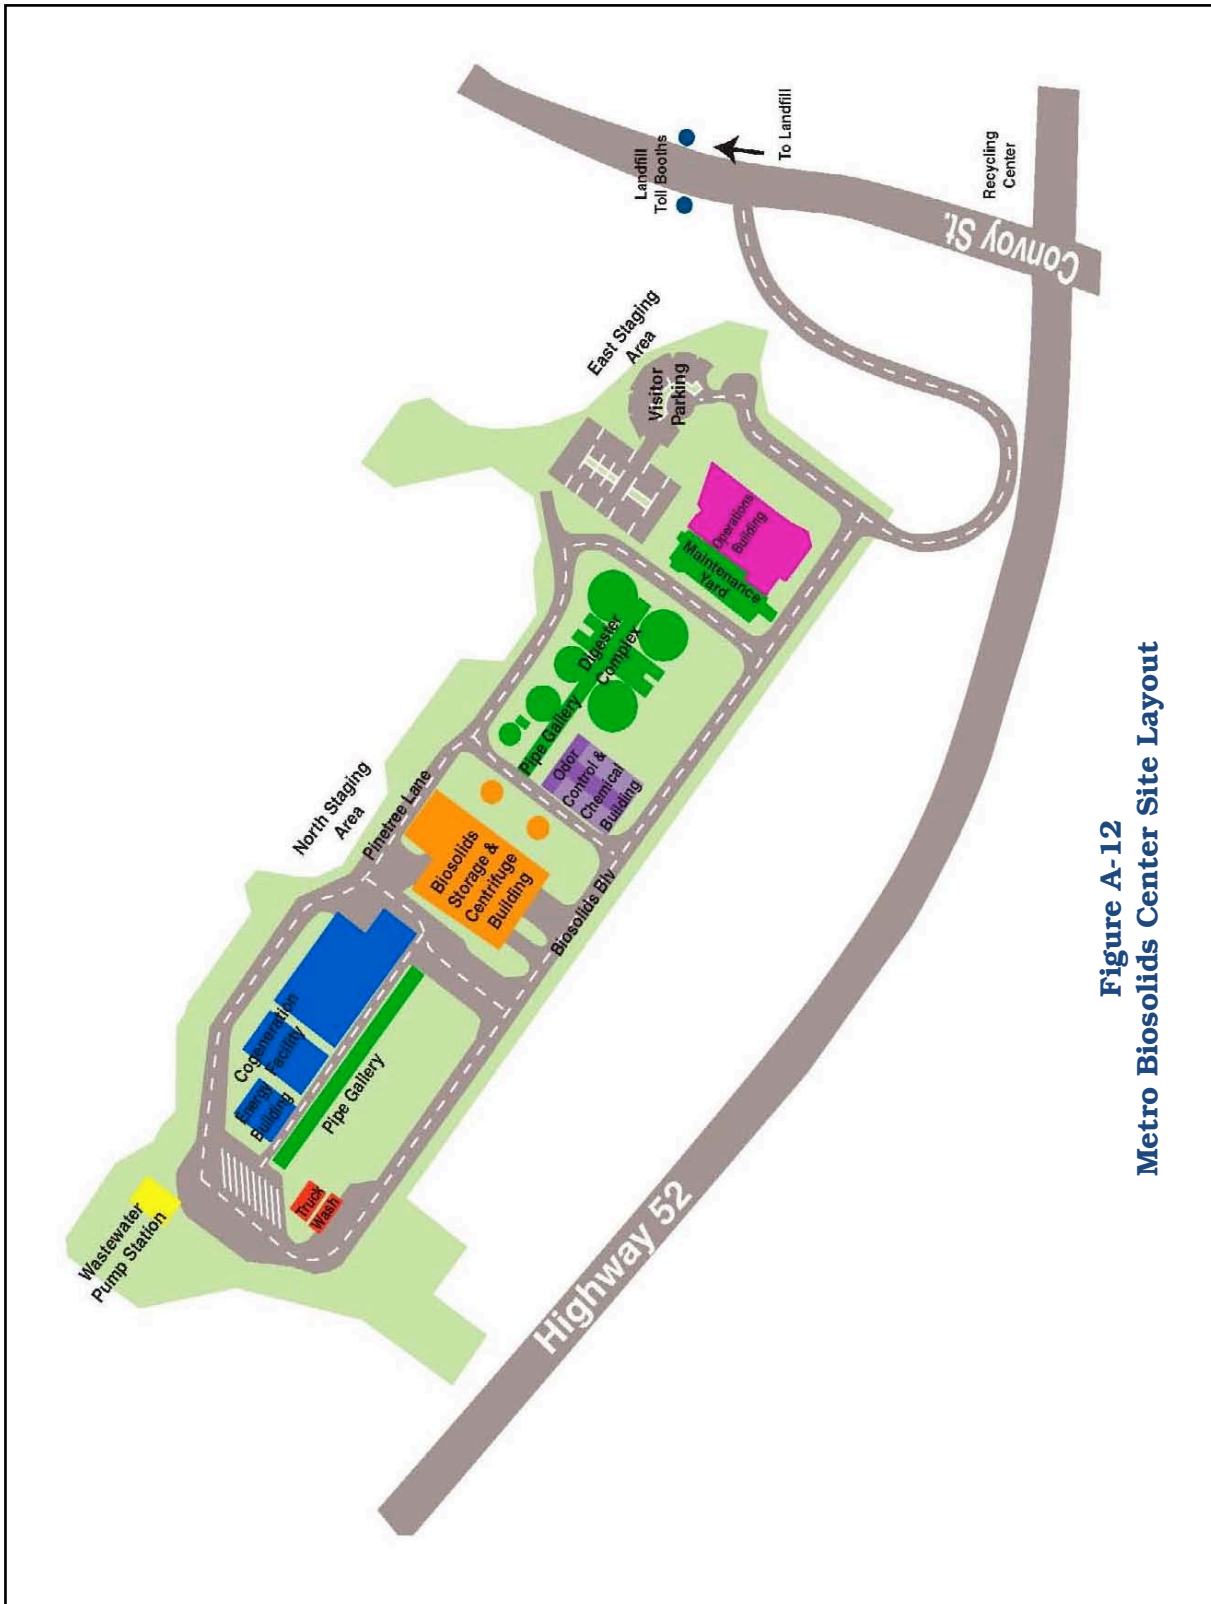 Landfill
Toll Booths
To Landfill
Recycling
Center
Convoy St.
East Staging
Area
Visitor
Parking
Operations
Building
Maintenance
Yard
Digester
Complex
Pipe Gallery
Odor
Control &
Chemical
Building
North Staging
Area
Pinetree Lane
Biosolids
Storage &
Centrifuge
Building
Biosolids Blv
Cogeneration
Facility
Energy
Building
Pipe Gallery
Truck
Wash
Wastewater
Pump Station
Highway 52
Figure A-12
Metro Biosolids Center Site Layout